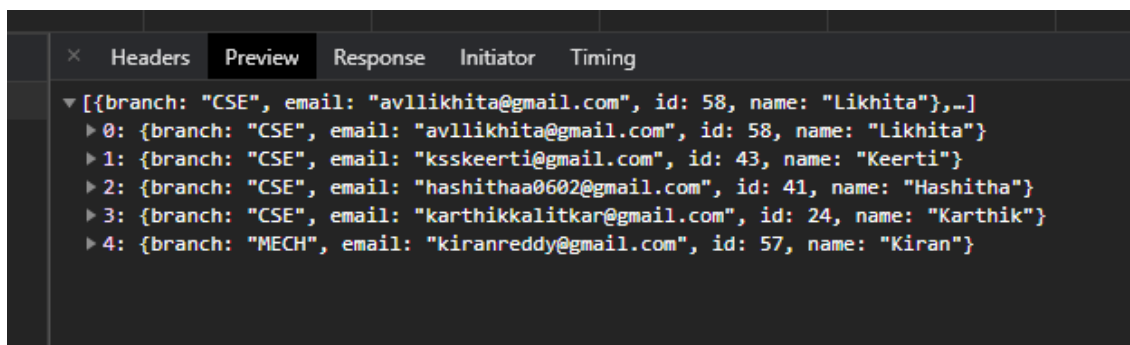 × Headers Preview Response Initiator Timing
▼[{branch: "CSE", email: "avllikhita@gmail.com", id: 58, name: "Likhita"},…]
▶0: {branch: "CSE", email: "avllikhita@gmail.com", id: 58, name: "Likhita"}
▶1: {branch: "CSE", email: "ksskeerti@gmail.com", id: 43, name: "Keerti"}
▶2: {branch: "CSE", email: "hashithaa0602@gmail.com", id: 41, name: "Hashitha"}
▶3: {branch: "CSE", email: "karthikkalitkar@gmail.com", id: 24, name: "Karthik"}
▶4: {branch: "MECH", email: "kiranreddy@gmail.com", id: 57, name: "Kiran"}